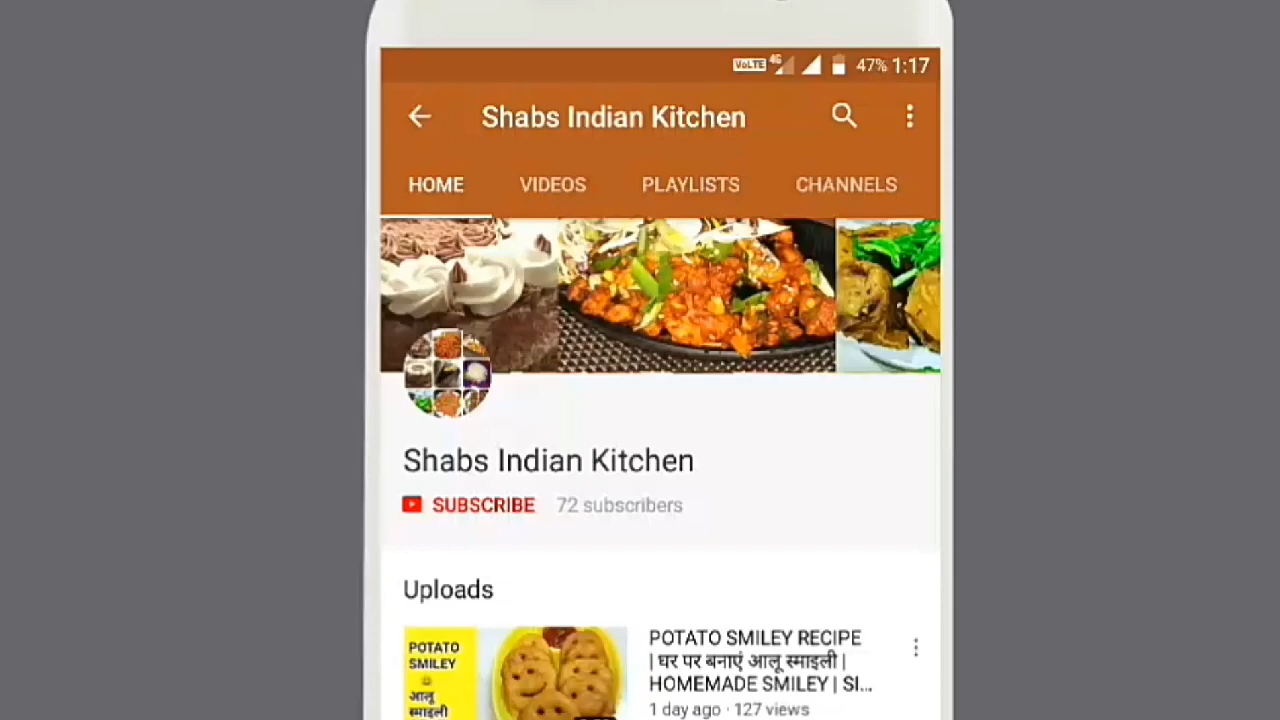 VoLTE 4G 47% 1:17
Shabs Indian Kitchen
HOME VIDEOS PLAYLISTS CHANNELS
Shabs Indian Kitchen
SUBSCRIBE 72 subscribers
Uploads
POTATO
SMILEY
आलू
स्माइली
POTATO SMILEY RECIPE
| घर पर बनाएं आलू स्माइली |
HOMEMADE SMILEY | SI...
1 day ago · 127 views